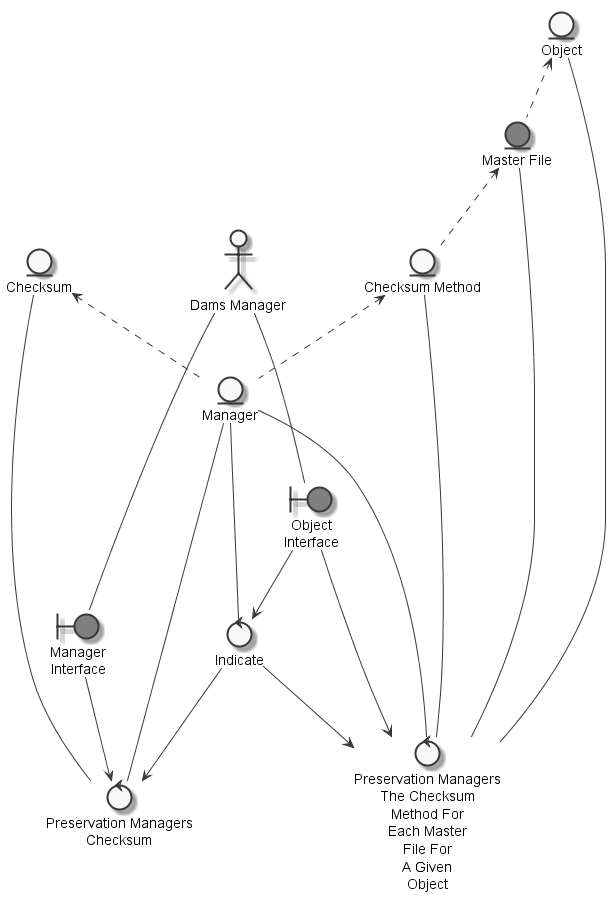 Object
Master File
Checksum
Checksum Method
Dams Manager
Manager
Object
Interface
Manager
Interface
Indicate
Preservation Managers
The Checksum
Method For
Each Master
File For
A Given
Object
Preservation Managers
Checksum